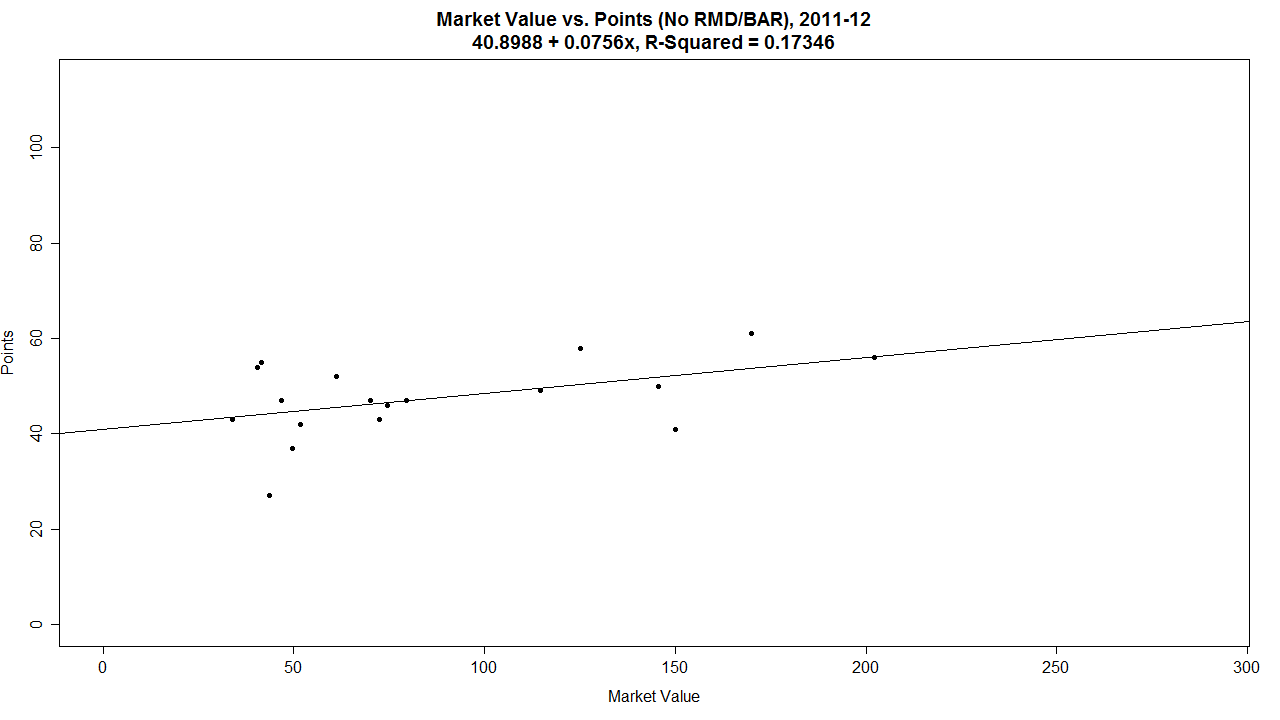 Market Value vs. Points (No RMD/BAR), 2011-12
40.8988 + 0.0756x, R-Squared = 0.17346
100
80
60
40
20
0
Points
0 50 100 150 200 250 300
Market Value